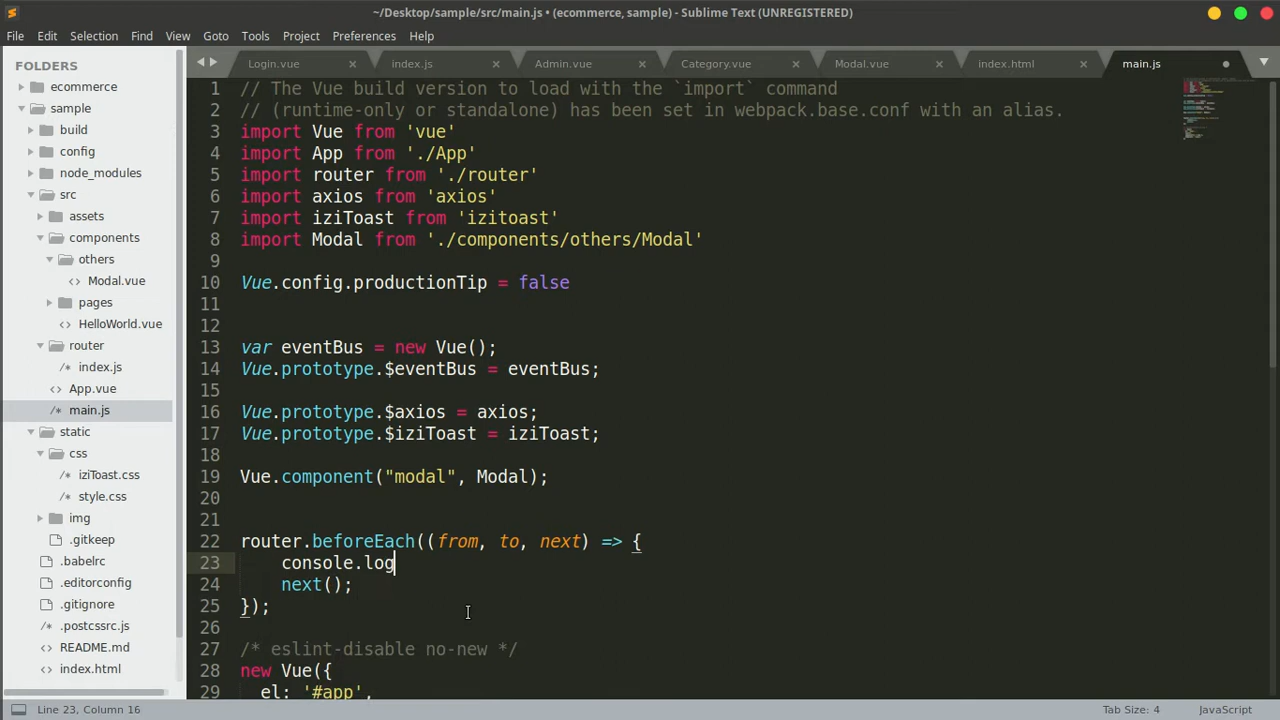 ~/Desktop/sample/src/main.js • (ecommerce, sample) - Sublime Text (UNREGISTERED)
File Edit Selection Find View Goto Tools Project Preferences Help
FOLDERS
ecommerce
sample
build
config
node_modules
src
assets
components
others
Modal.vue
pages
HelloWorld.vue
router
index.js
App.vue
main.js
static
css
iziToast.css
style.css
img
.gitkeep
.babelrc
.editorconfig
.gitignore
.postcssrc.js
README.md
index.html
Login.vue index.js Admin.vue Category.vue Modal.vue index.html main.js
1 // The Vue build version to load with the `import` command
2 // (runtime-only or standalone) has been set in webpack.base.conf with an alias.
3 import Vue from 'vue'
4 import App from './App'
5 import router from './router'
6 import axios from 'axios'
7 import iziToast from 'izitoast'
8 import Modal from './components/others/Modal'
9
10 Vue.config.productionTip = false
11
12
13 var eventBus = new Vue();
14 Vue.prototype.$eventBus = eventBus;
15
16 Vue.prototype.$axios = axios;
17 Vue.prototype.$iziToast = iziToast;
18
19 Vue.component("modal", Modal);
20
21
22 router.beforeEach((from, to, next) => {
23 console.log
24 next();
25 });
26
27 /* eslint-disable no-new */
28 new Vue({
29 el: '#app',
Line 23, Column 16
Tab Size: 4
JavaScript